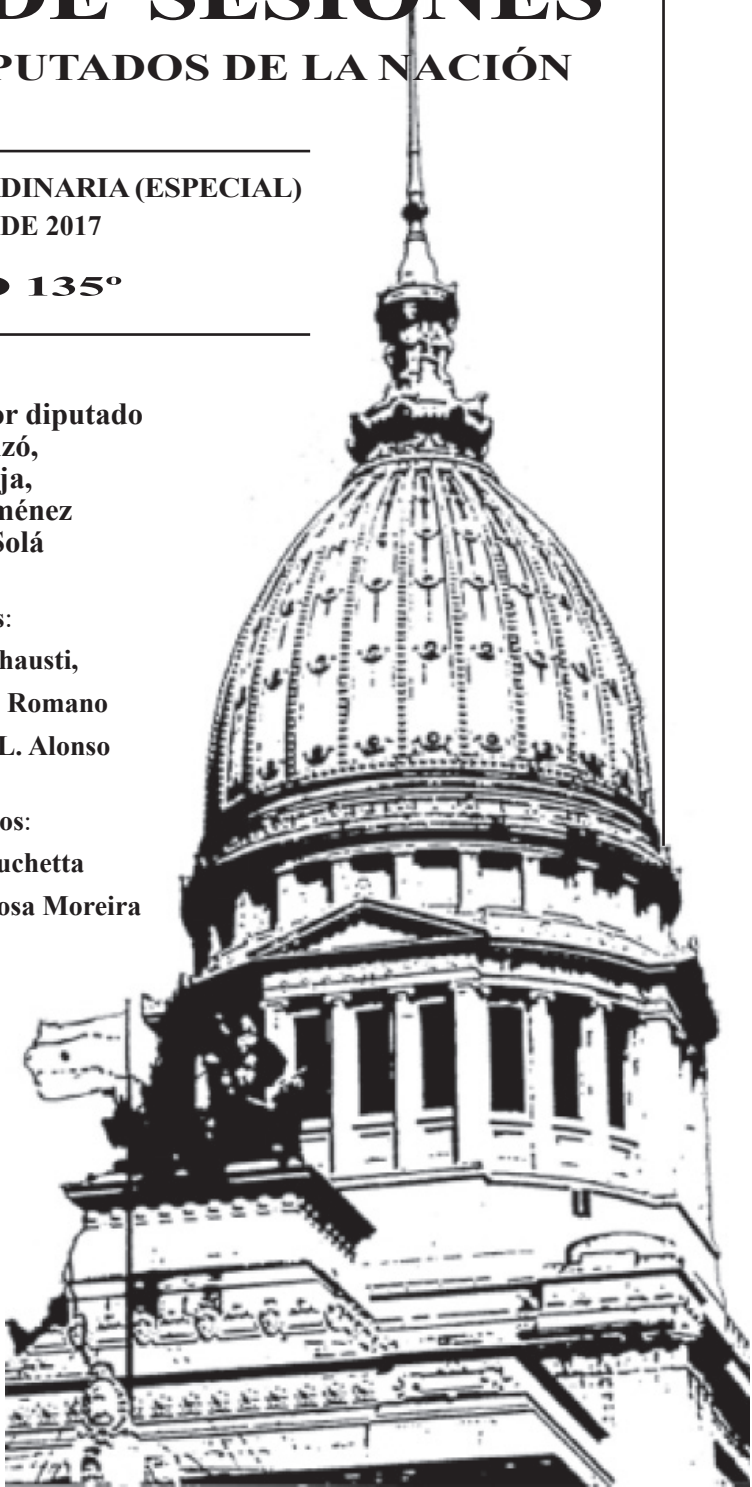 DE SESIONES
PUTADOS DE LA NACIÓN
DINARIA (ESPECIAL)
DE 2017
135º
or diputado
zó,
ja,
ménez
Solá
s:
hausti,
Romano
L. Alonso
os:
uchetta
osa Moreira